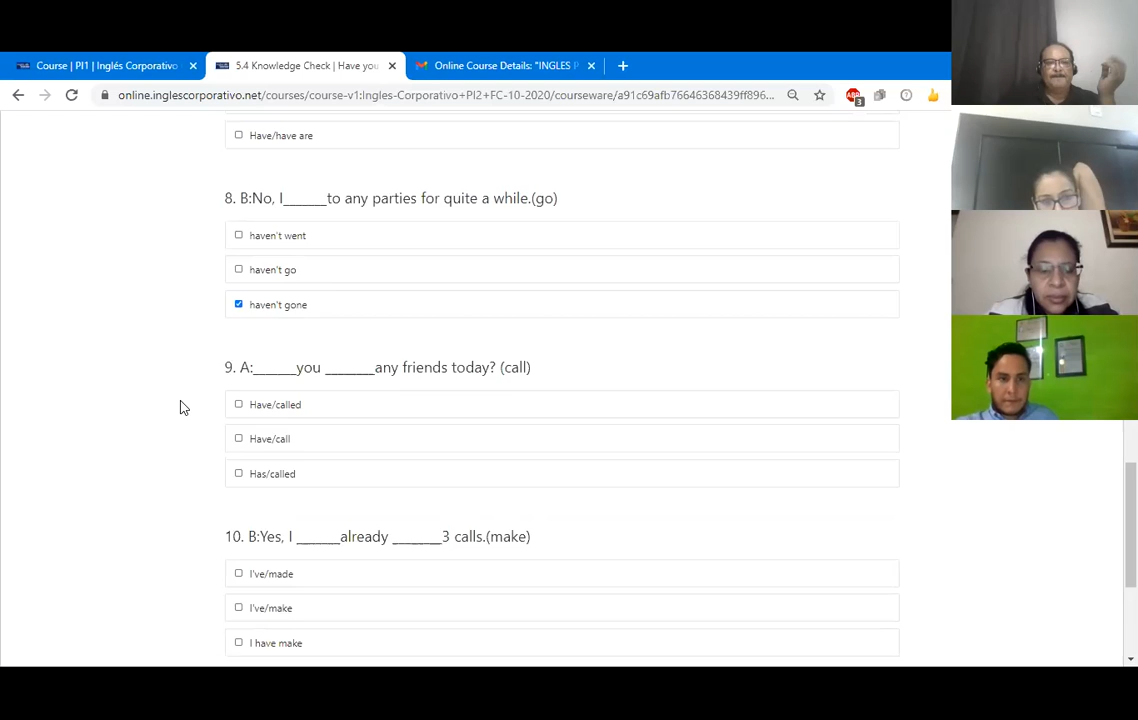 Course | PI1 | Inglés Corporativo
5.4 Knowledge Check | Have you
Online Course Details: "INGLES P
online.inglescorporativo.net/courses/course-v1:Ingles-Corporativo+PI2+FC-10-2020/courseware/a91c69afb76646368439ff896...
ABP
3
Have/have are
8. B:No, I______to any parties for quite a while.(go)
haven't went
haven't go
haven't gone
9. A:______you _______any friends today? (call)
Have/called
Have/call
Has/called
10. B:Yes, I ______already _______3 calls.(make)
I've/made
I've/make
I have make